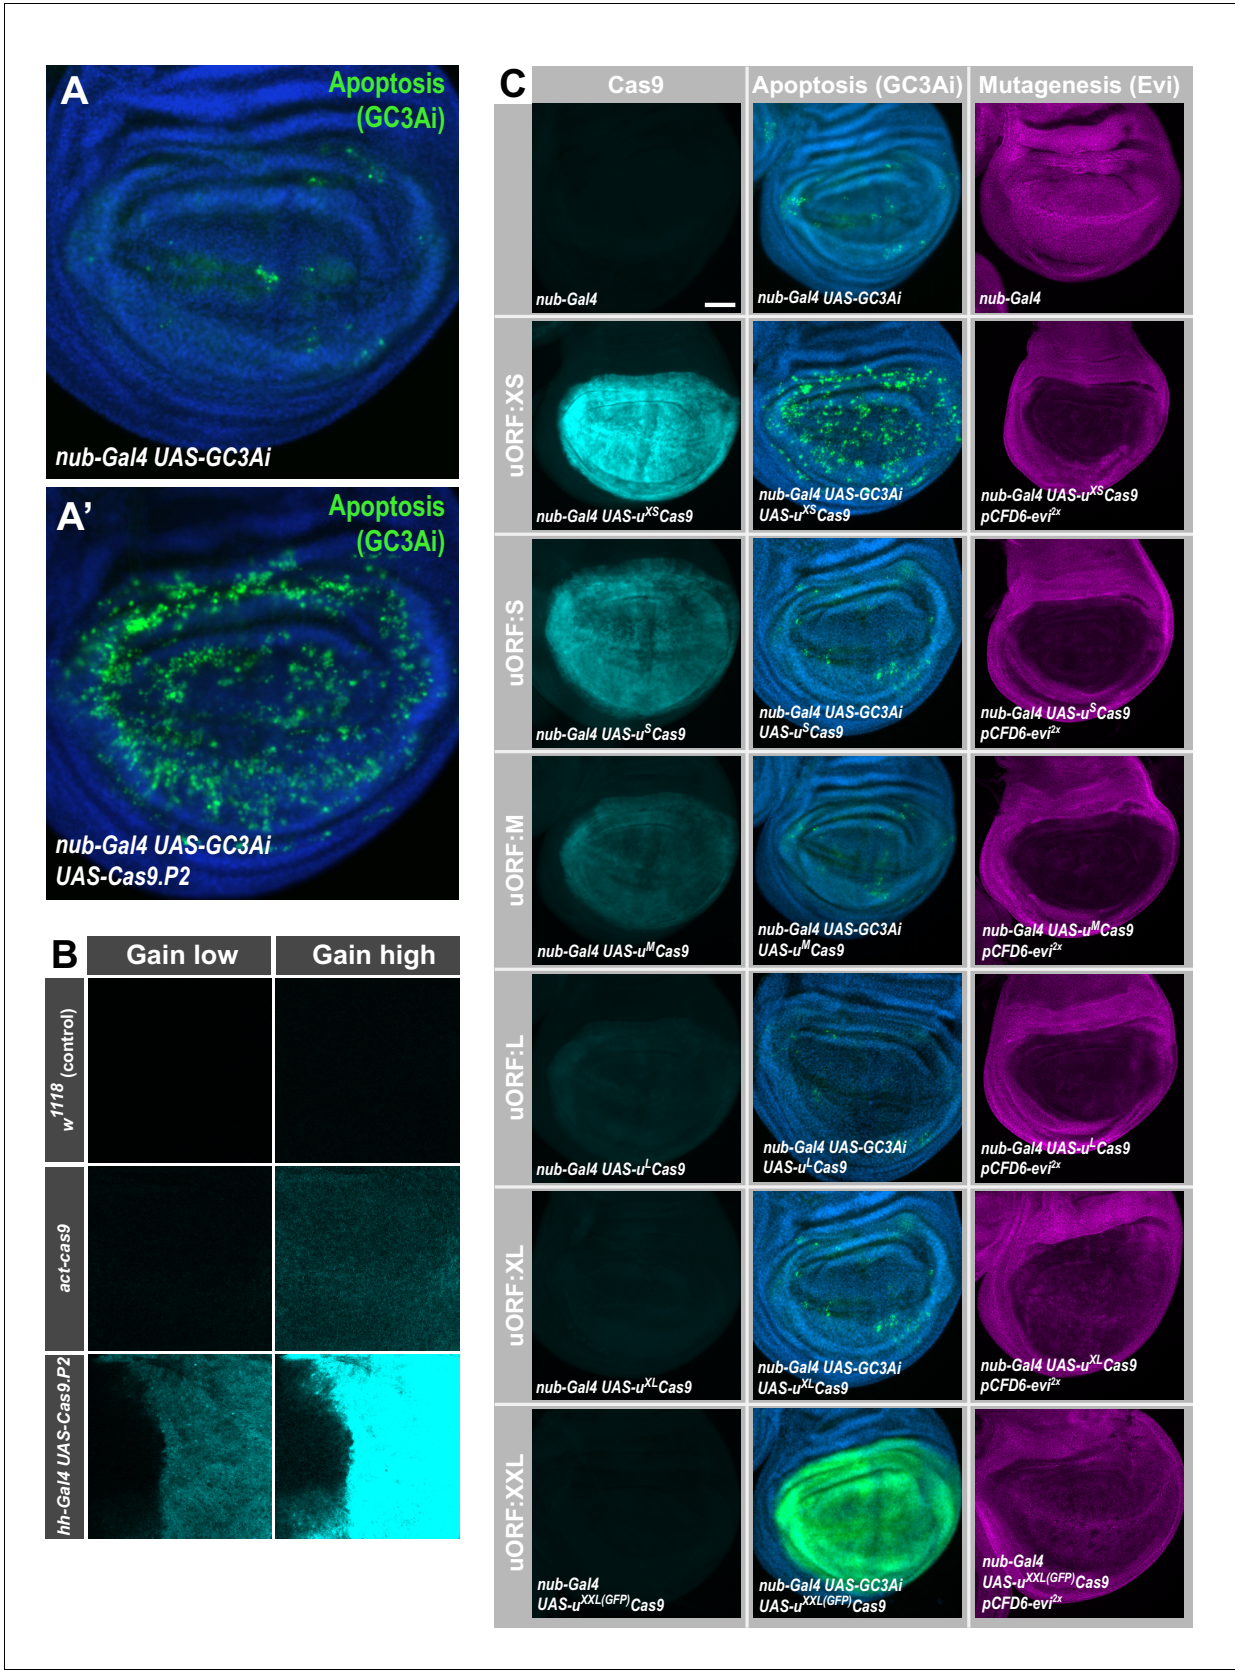 A
Apoptosis
(GC3Ai)
nub-Gal4 UAS-GC3Ai
A'
Apoptosis
(GC3Ai)
nub-Gal4 UAS-GC3Ai
UAS-Cas9.P2
B
Gain low
Gain high
w1118 (control)
act-cas9
hh-Gal4 UAS-Cas9.P2
C
Cas9
Apoptosis (GC3Ai)
Mutagenesis (Evi)
nub-Gal4
nub-Gal4 UAS-GC3Ai
nub-Gal4
uORF:XS
nub-Gal4 UAS-uXSCas9
nub-Gal4 UAS-GC3Ai
UAS-uXSCas9
nub-Gal4 UAS-uXSCas9
pCFD6-evi2x
uORF:S
nub-Gal4 UAS-uSCas9
nub-Gal4 UAS-GC3Ai
UAS-uSCas9
nub-Gal4 UAS-uSCas9
pCFD6-evi2x
uORF:M
nub-Gal4 UAS-uMCas9
nub-Gal4 UAS-GC3Ai
UAS-uMCas9
nub-Gal4 UAS-uMCas9
pCFD6-evi2x
uORF:L
nub-Gal4 UAS-uLCas9
nub-Gal4 UAS-GC3Ai
UAS-uLCas9
nub-Gal4 UAS-uLCas9
pCFD6-evi2x
uORF:XL
nub-Gal4 UAS-uXLCas9
nub-Gal4 UAS-GC3Ai
UAS-uXLCas9
nub-Gal4 UAS-uXLCas9
pCFD6-evi2x
uORF:XXL
nub-Gal4
UAS-uXXL(GFP)Cas9
nub-Gal4 UAS-GC3Ai
UAS-uXXL(GFP)Cas9
nub-Gal4
UAS-uXXL(GFP)Cas9
pCFD6-evi2x